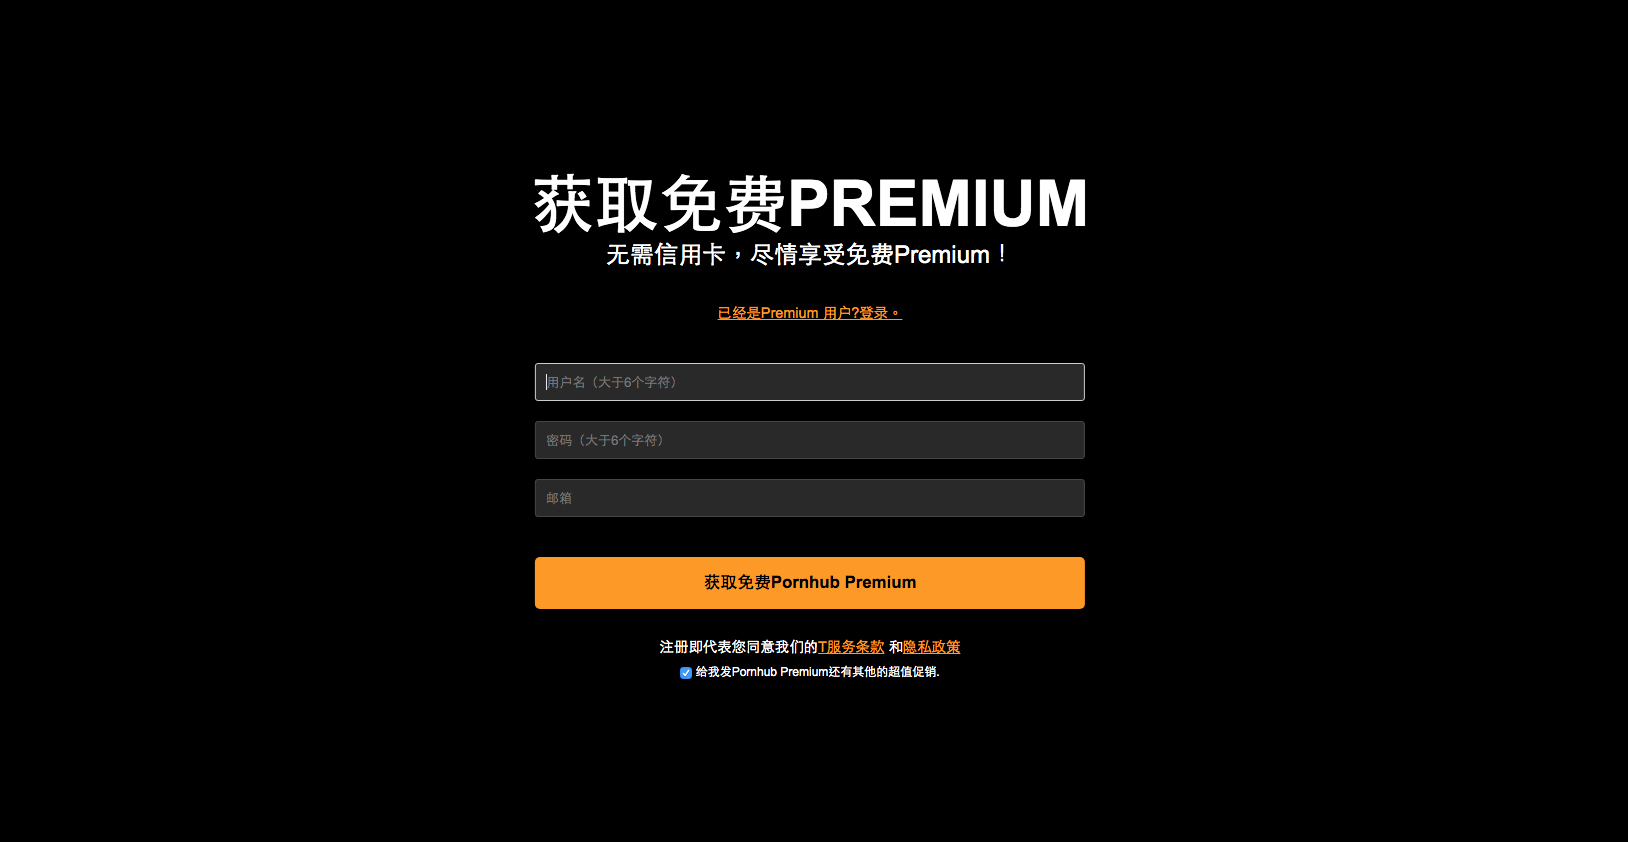 获取免费PREMIUM
无需信用卡，尽情享受免费Premium！
已经是Premium 用户?登录。
用户名（大于6个字符）
密码（大于6个字符）
邮箱
获取免费Pornhub Premium
注册即代表您同意我们的T服务条款 和隐私政策
给我发Pornhub Premium还有其他的超值促销.